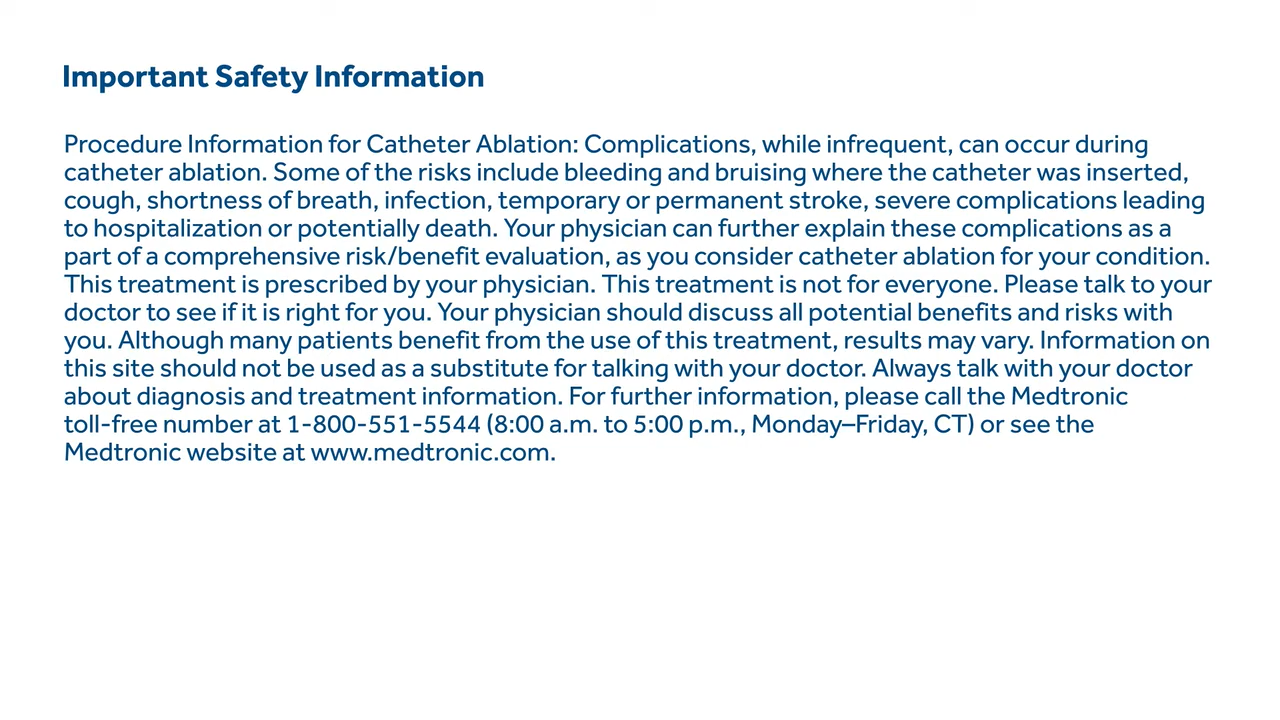 Important Safety Information
Procedure Information for Catheter Ablation: Complications, while infrequent, can occur during
catheter ablation. Some of the risks include bleeding and bruising where the catheter was inserted,
cough, shortness of breath, infection, temporary or permanent stroke, severe complications leading
to hospitalization or potentially death. Your physician can further explain these complications as a
part of a comprehensive risk/benefit evaluation, as you consider catheter ablation for your condition.
This treatment is prescribed by your physician. This treatment is not for everyone. Please talk to your
doctor to see if it is right for you. Your physician should discuss all potential benefits and risks with
you. Although many patients benefit from the use of this treatment, results may vary. Information on
this site should not be used as a substitute for talking with your doctor. Always talk with your doctor
about diagnosis and treatment information. For further information, please call the Medtronic
toll-free number at 1-800-551-5544 (8:00 a.m. to 5:00 p.m., Monday–Friday, CT) or see the
Medtronic website at www.medtronic.com.